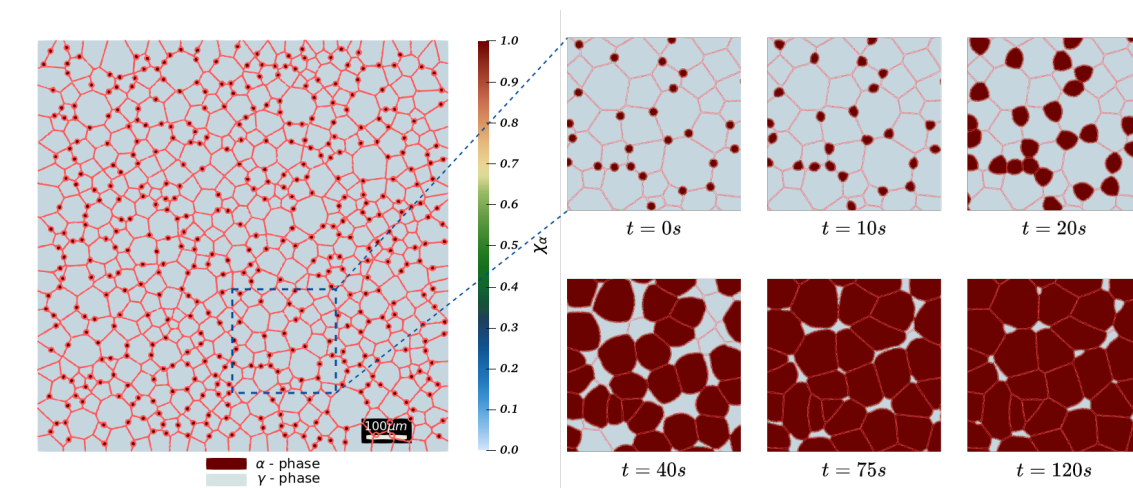 1.0
0.9
0.8
0.7
0.6
0.5
0.4
0.3
0.2
0.1
0.0
χα
100μm
α - phase
γ - phase
t = 0s
t = 10s
t = 20s
t = 40s
t = 75s
t = 120s